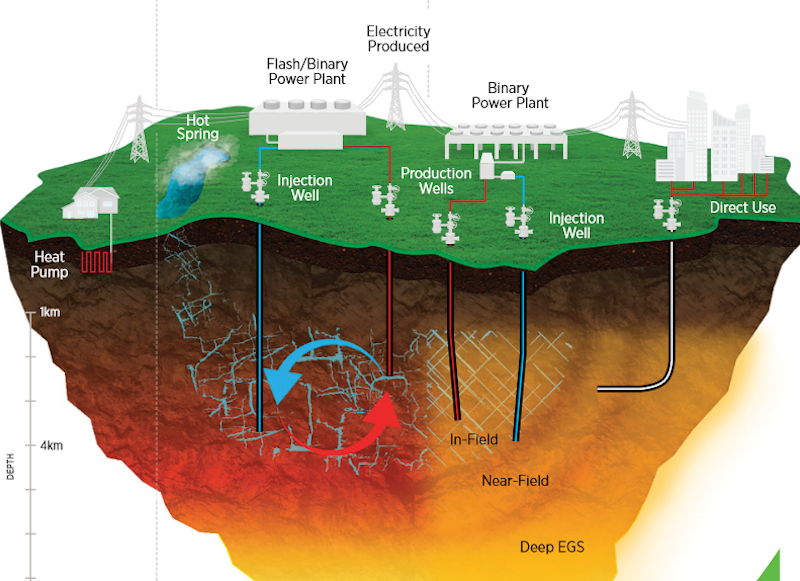 Electricity
Produced
Flash/Binary
Power Plant
Binary
Power Plant
Hot
Spring
Injection
Well
Production
Wells
Injection
Well
Direct Use
Heat
Pump
1km
4km
DEPTH
In-Field
Near-Field
Deep EGS